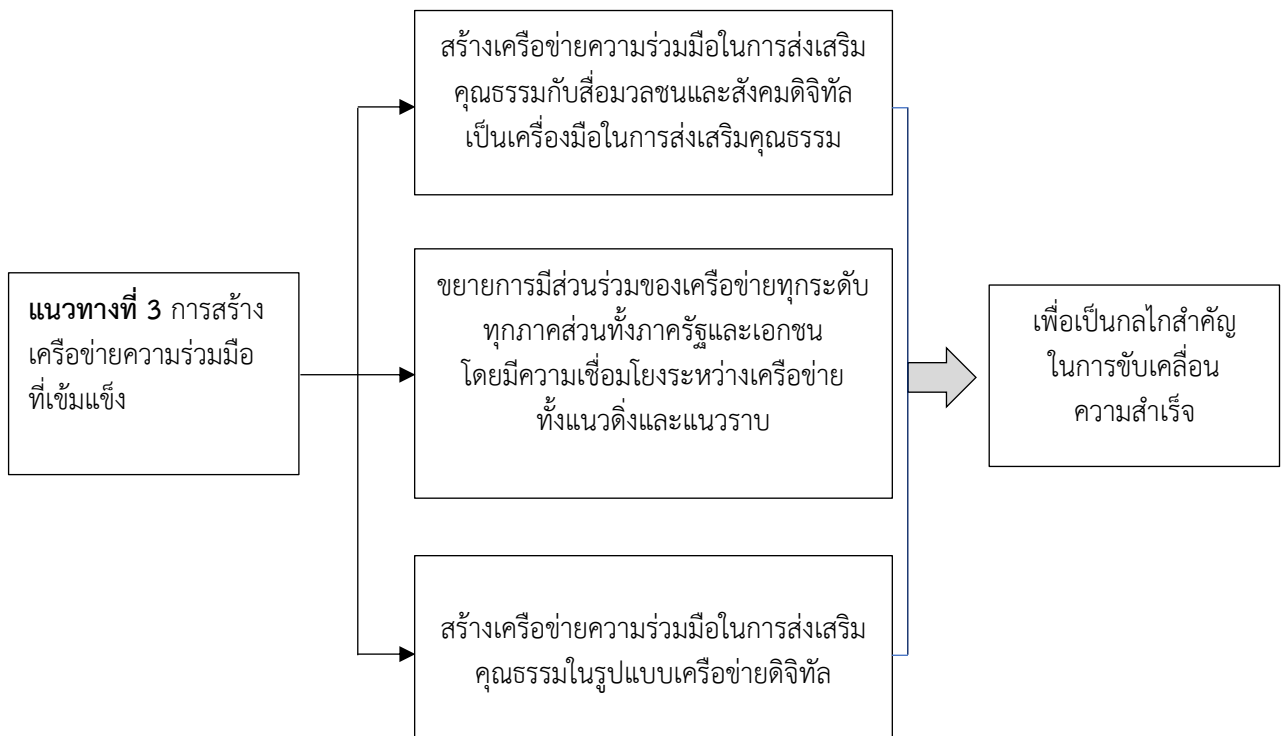 สร้างเครือข่ายความร่วมมือในการส่งเสริม
คุณธรรมกับสื่อมวลชนและสังคมดิจิทัล
เป็นเครื่องมือในการส่งเสริมคุณธรรม
แนวทางที่ 3 การสร้าง
เครือข่ายความร่วมมือ
ที่เข้มแข็ง
ขยายการมีส่วนร่วมของเครือข่ายทุกระดับ
ทุกภาคส่วนทั้งภาครัฐและเอกชน
โดยมีความเชื่อมโยงระหว่างเครือข่าย
ทั้งแนวดิ่งและแนวราบ
เพื่อเป็นกลไกสำคัญ
ในการขับเคลื่อน
ความสำเร็จ
สร้างเครือข่ายความร่วมมือในการส่งเสริม
คุณธรรมในรูปแบบเครือข่ายดิจิทัล